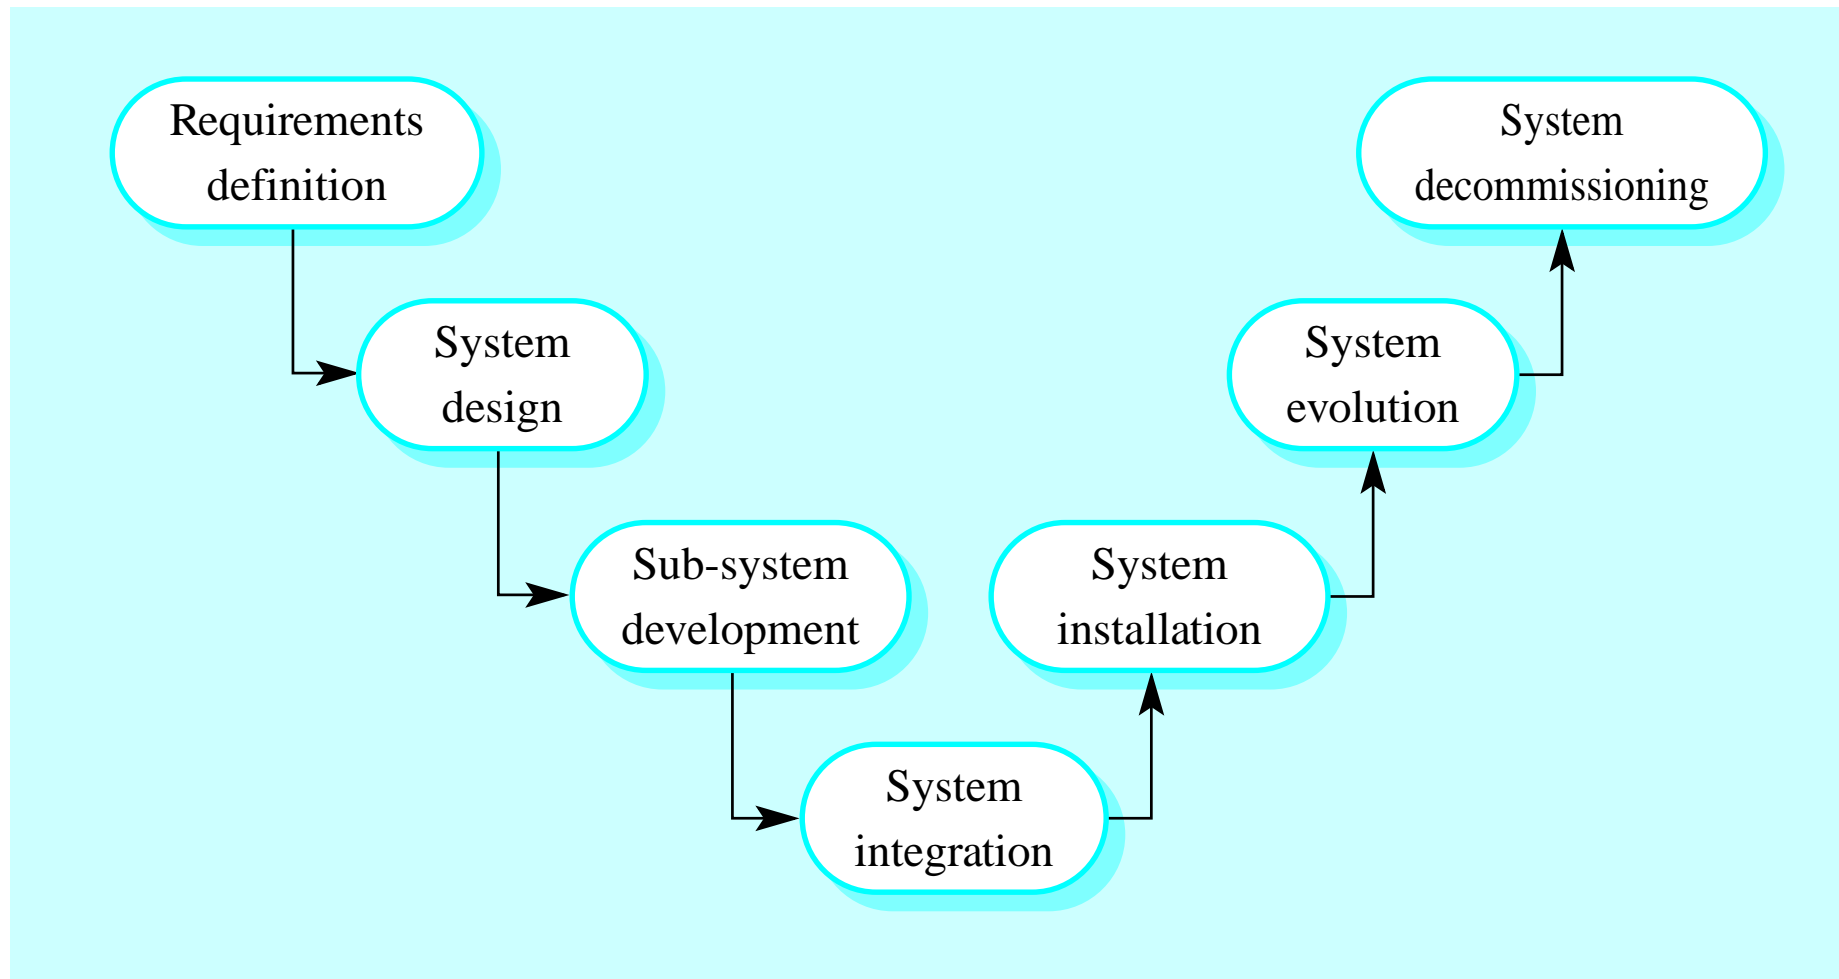 Requirements
definition
System
design
Sub-system
development
System
integration
System
installation
System
evolution
System
decommissioning